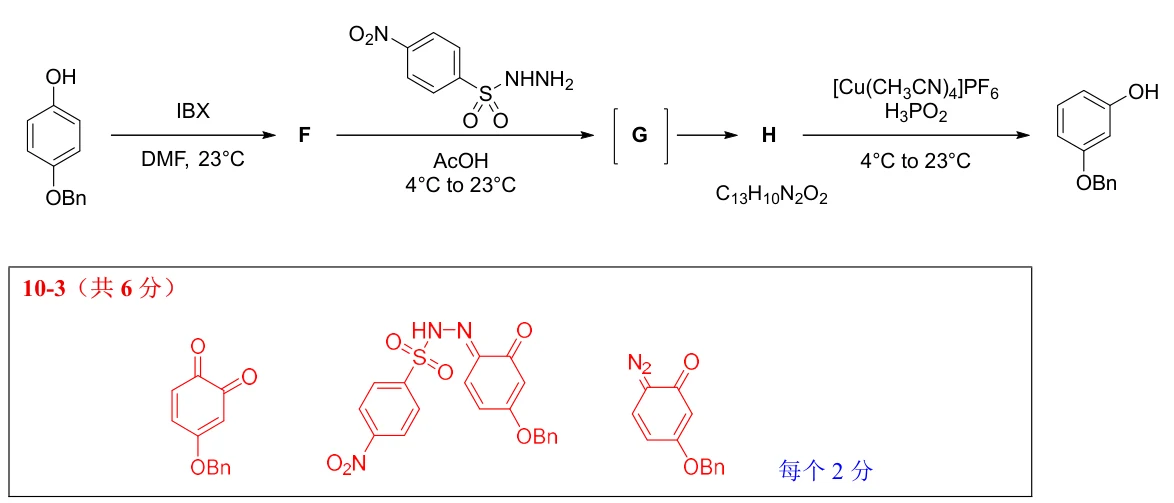 OH
OBn
IBX
DMF, 23°C
F
O₂N
S
O O
NHNH₂
AcOH
4°C to 23°C
G
H
C₁₃H₁₀N₂O₂
[Cu(CH₃CN)₄]PF₆
H₃PO₂
4°C to 23°C
OH
OBn
10-3（共 6 分）
O
O
OBn
HN N
O
O
S
O
OBn
O₂N
N₂
O
OBn
每个 2 分